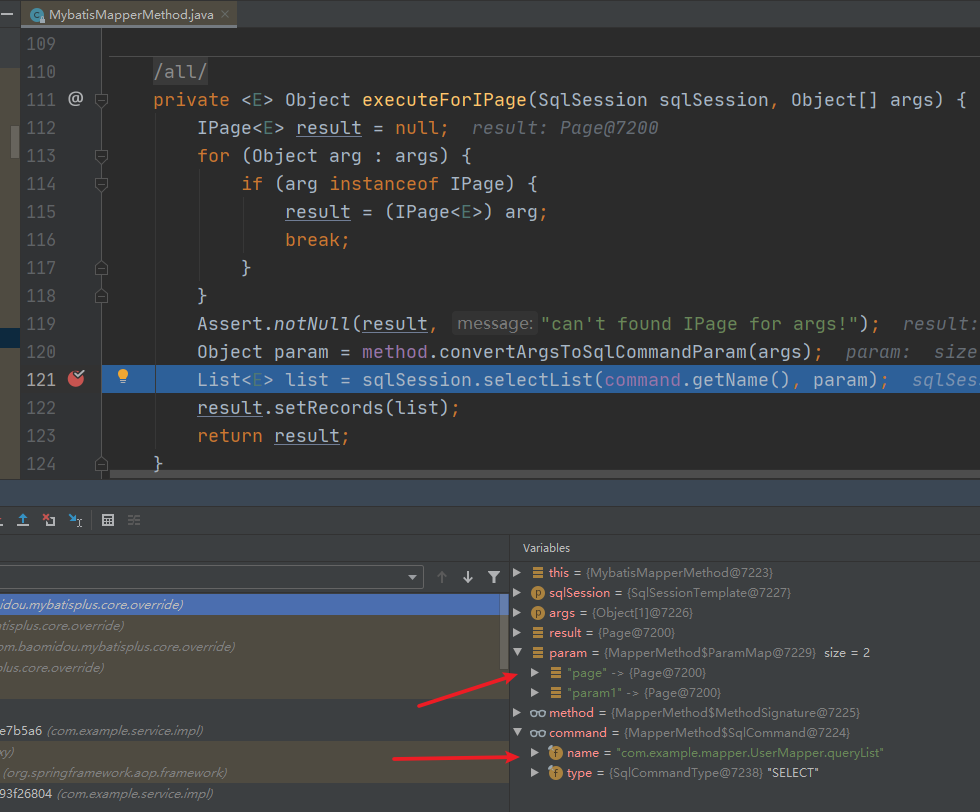 MybatisMapperMethod.java
109
110 /all/
111 @ private <E> Object executeForIPage(SqlSession sqlSession, Object[] args) {
112 IPage<E> result = null; result: Page@7200
113 for (Object arg : args) {
114 if (arg instanceof IPage) {
115 result = (IPage<E>) arg;
116 break;
117 }
118 }
119 Assert.notNull(result, message: "can't found IPage for args!"); result:
120 Object param = method.convertArgsToSqlCommandParam(args); param: size
121 List<E> list = sqlSession.selectList(command.getName(), param); sqlSes
122 result.setRecords(list);
123 return result;
124 }
Variables
this = {MybatisMapperMethod@7223}
sqlSession = {SqlSessionTemplate@7227}
args = {Object[1]@7226}
result = {Page@7200}
param = {MapperMethod$ParamMap@7229} size = 2
"page" -> {Page@7200}
"param1" -> {Page@7200}
method = {MapperMethod$MethodSignature@7225}
command = {MapperMethod$SqlCommand@7224}
name = "com.example.mapper.UserMapper.queryList"
type = {SqlCommandType@7238} "SELECT"
idou.mybatisplus.core.override)
atisplus.core.override)
om.baomidou.mybatisplus.core.override)
plus.core.override)
e7b5a6 (com.example.service.impl)
xy)
(org.springframework.aop.framework)
93f26804 (com.example.service.impl)